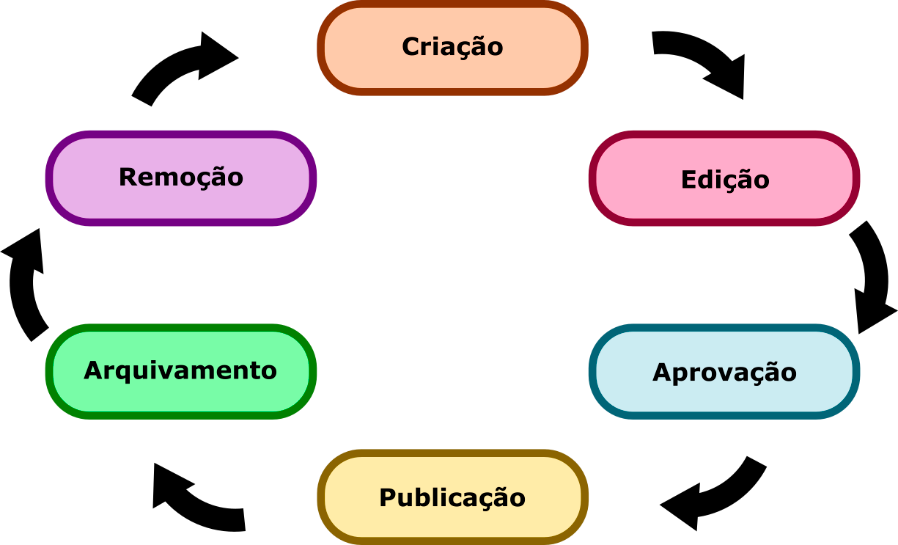 Criação
Remoção
Edição
Arquivamento
Aprovação
Publicação